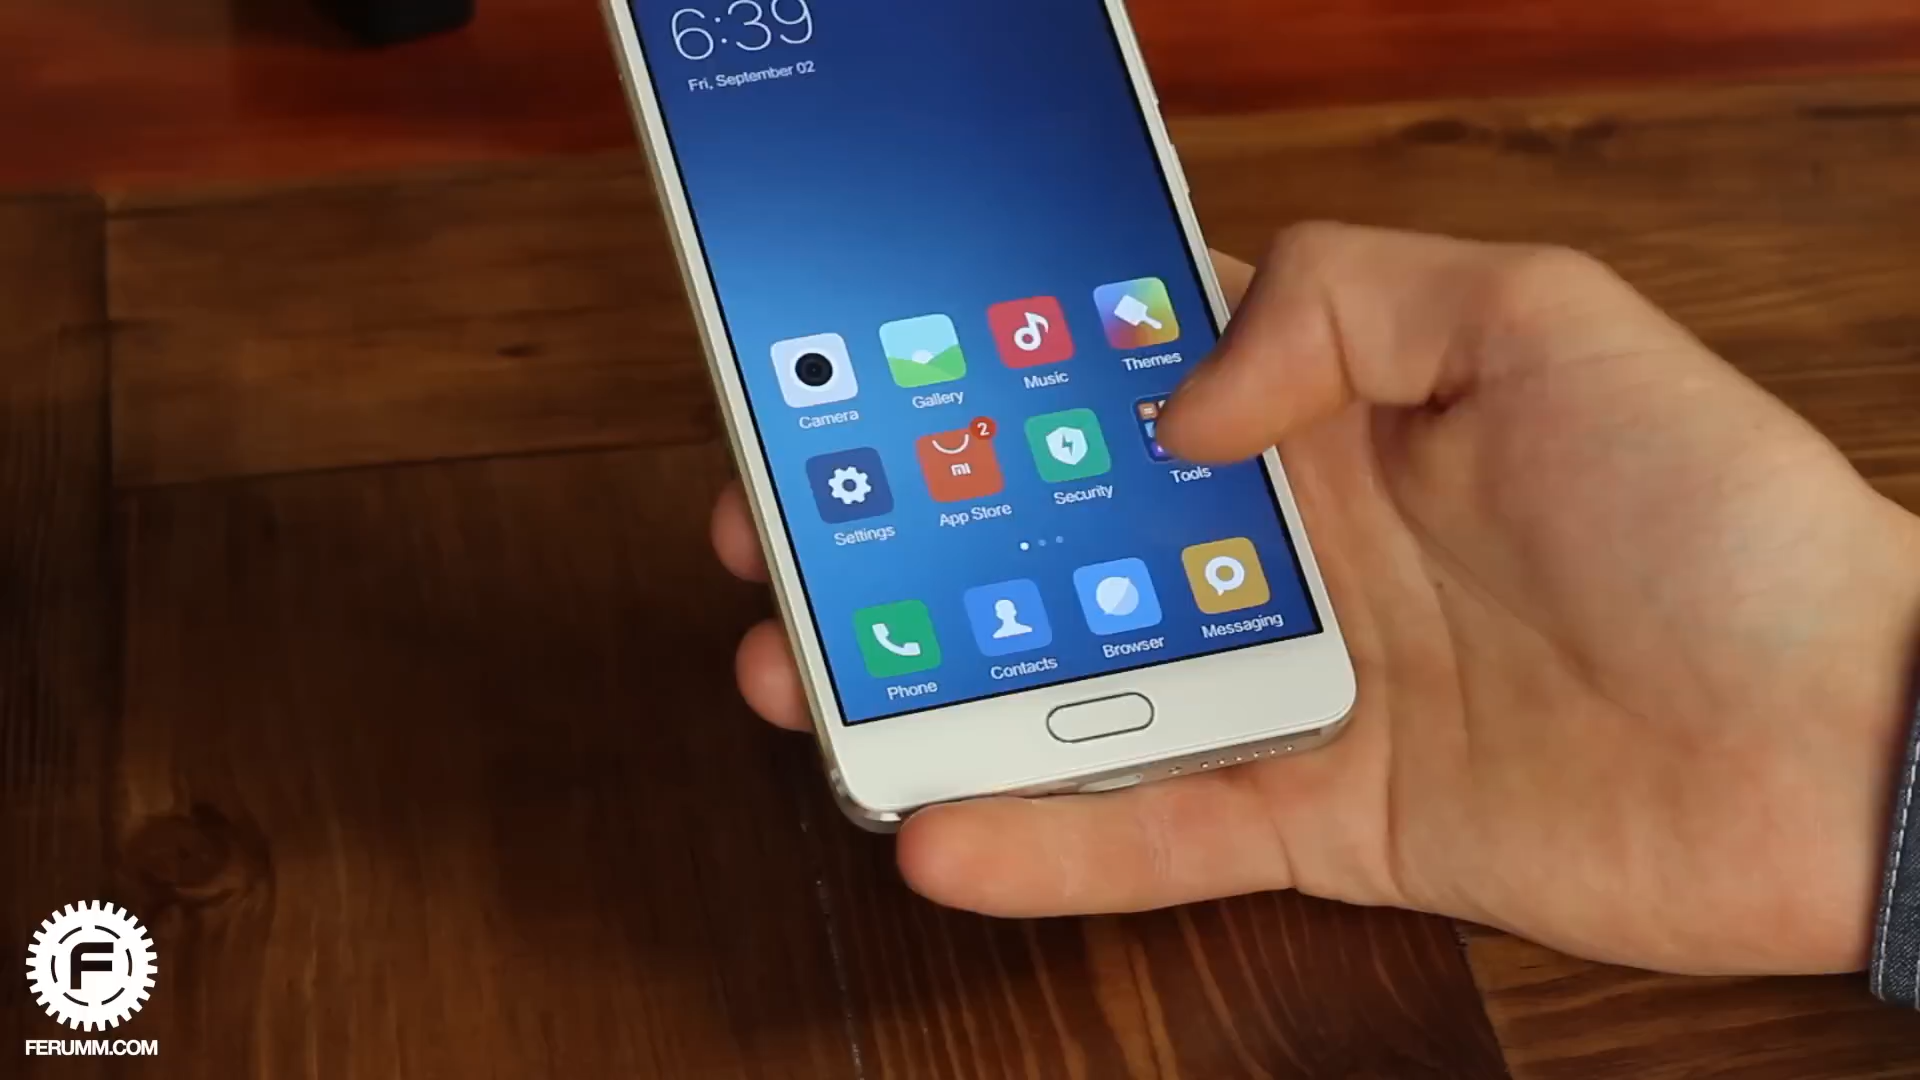 6:39
Fri, September 02
Camera
Gallery
Music
Themes
Settings
2
mi
App Store
Security
Tools
Phone
Contacts
Browser
Messaging
F
FERUMM.COM